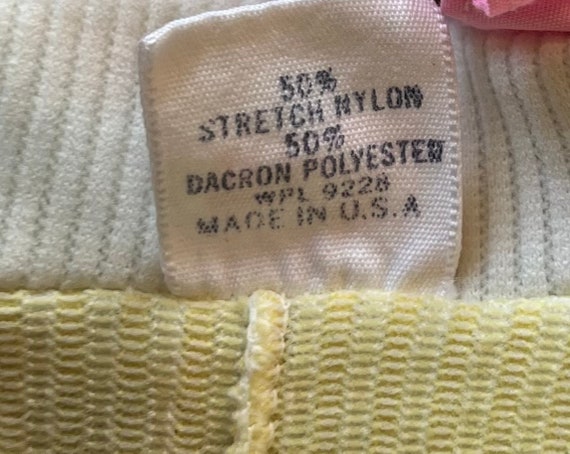 50%
STRETCH NYLON
50%
DACRON POLYESTER
WPL 9228
MADE IN U.S.A